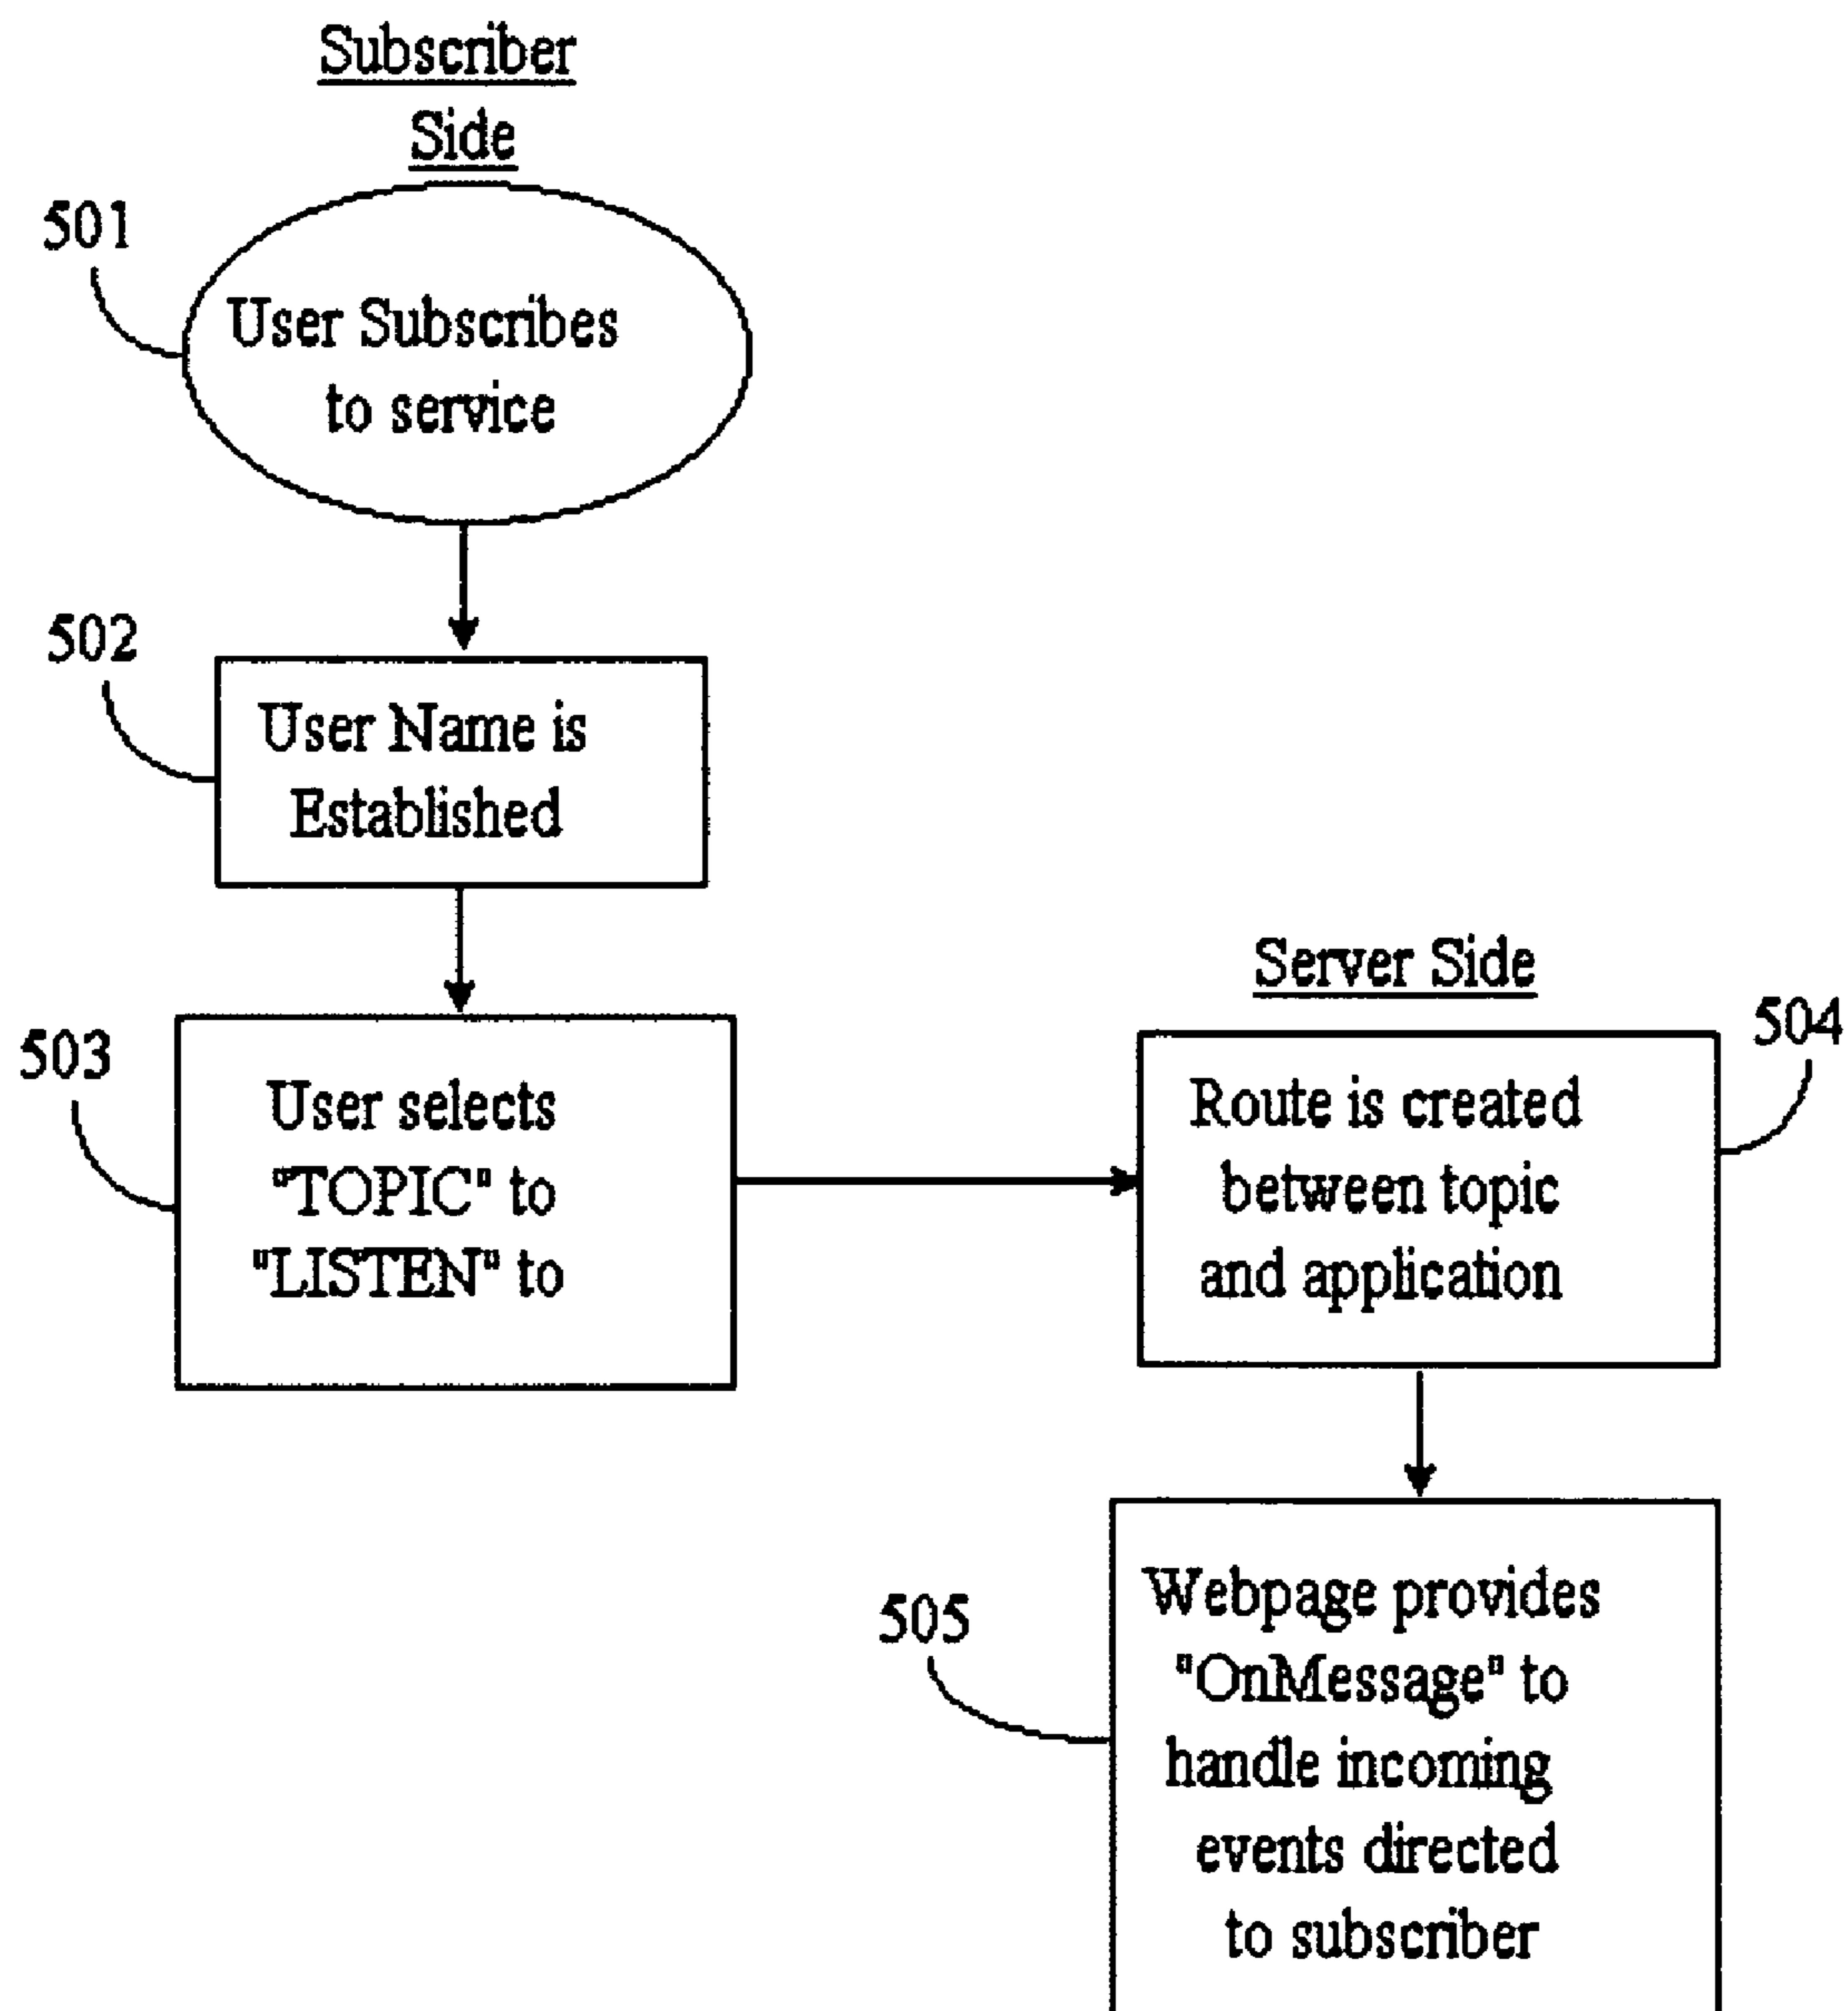 Subscriber
Side
501
User Subscribes
to service
502
User Name is
Established
503
User selects
"TOPIC" to
"LISTEN" to
Server Side
504
Route is created
between topic
and application
505
Webpage provides
"OnMessage" to
handle incoming
events directed
to subscriber